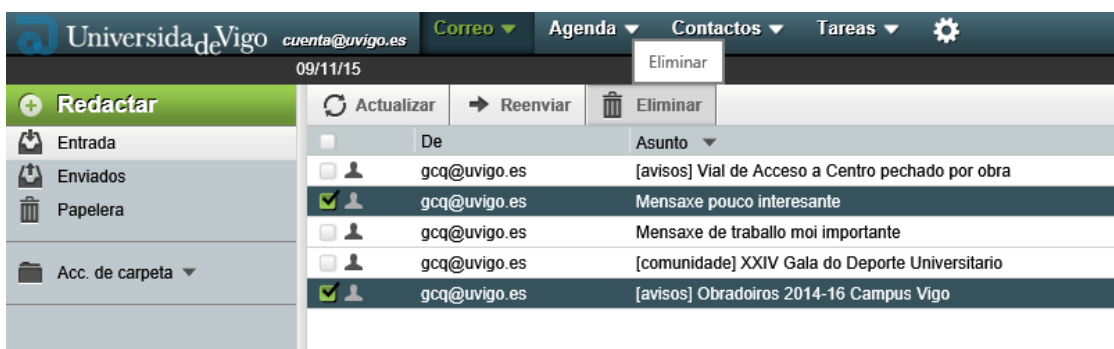 UniversidadeVigo cuenta@uvigo.es Correo Agenda Contactos Tareas
Eliminar
09/11/15
Redactar Actualizar Reenviar Eliminar
Entrada De Asunto
Enviados gcq@uvigo.es [avisos] Vial de Acceso a Centro pechado por obra
Papelera gcq@uvigo.es Mensaxe pouco interesante
gcq@uvigo.es Mensaxe de traballo moi importante
Acc. de carpeta gcq@uvigo.es [comunidade] XXIV Gala do Deporte Universitario
gcq@uvigo.es [avisos] Obradoiros 2014-16 Campus Vigo